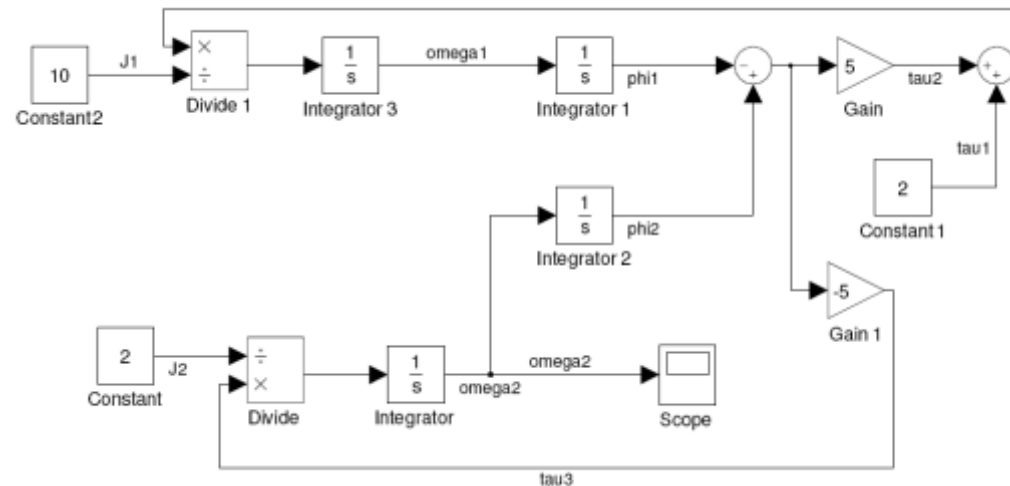 ×
÷
Divide 1
10
Constant2
J1
1
s
Integrator 3
omega1
1
s
Integrator 1
phi1
−
+
5
Gain
tau2
+
+
tau1
2
Constant 1
1
s
Integrator 2
phi2
-5
Gain 1
2
Constant
J2
÷
×
Divide
1
s
Integrator
omega2
omega2
Scope
tau3